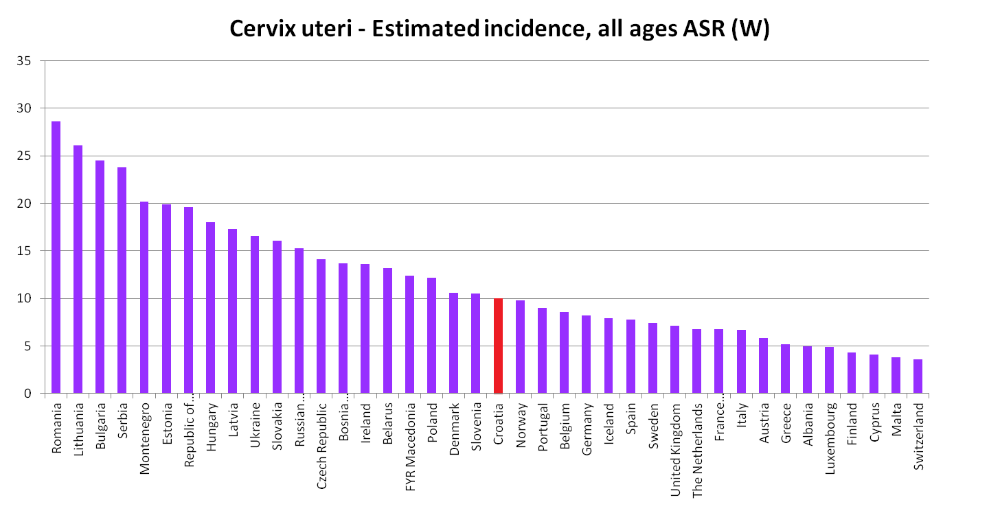 Cervix uteri - Estimated incidence, all ages ASR (W)
35
30
25
20
15
10
5
0
Romania
Lithuania
Bulgaria
Serbia
Montenegro
Estonia
Republic of…
Hungary
Latvia
Ukraine
Slovakia
Russian…
Czech Republic
Bosnia…
Ireland
Belarus
FYR Macedonia
Poland
Denmark
Slovenia
Croatia
Norway
Portugal
Belgium
Germany
Iceland
Spain
Sweden
United Kingdom
The Netherlands
France…
Italy
Austria
Greece
Albania
Luxembourg
Finland
Cyprus
Malta
Switzerland